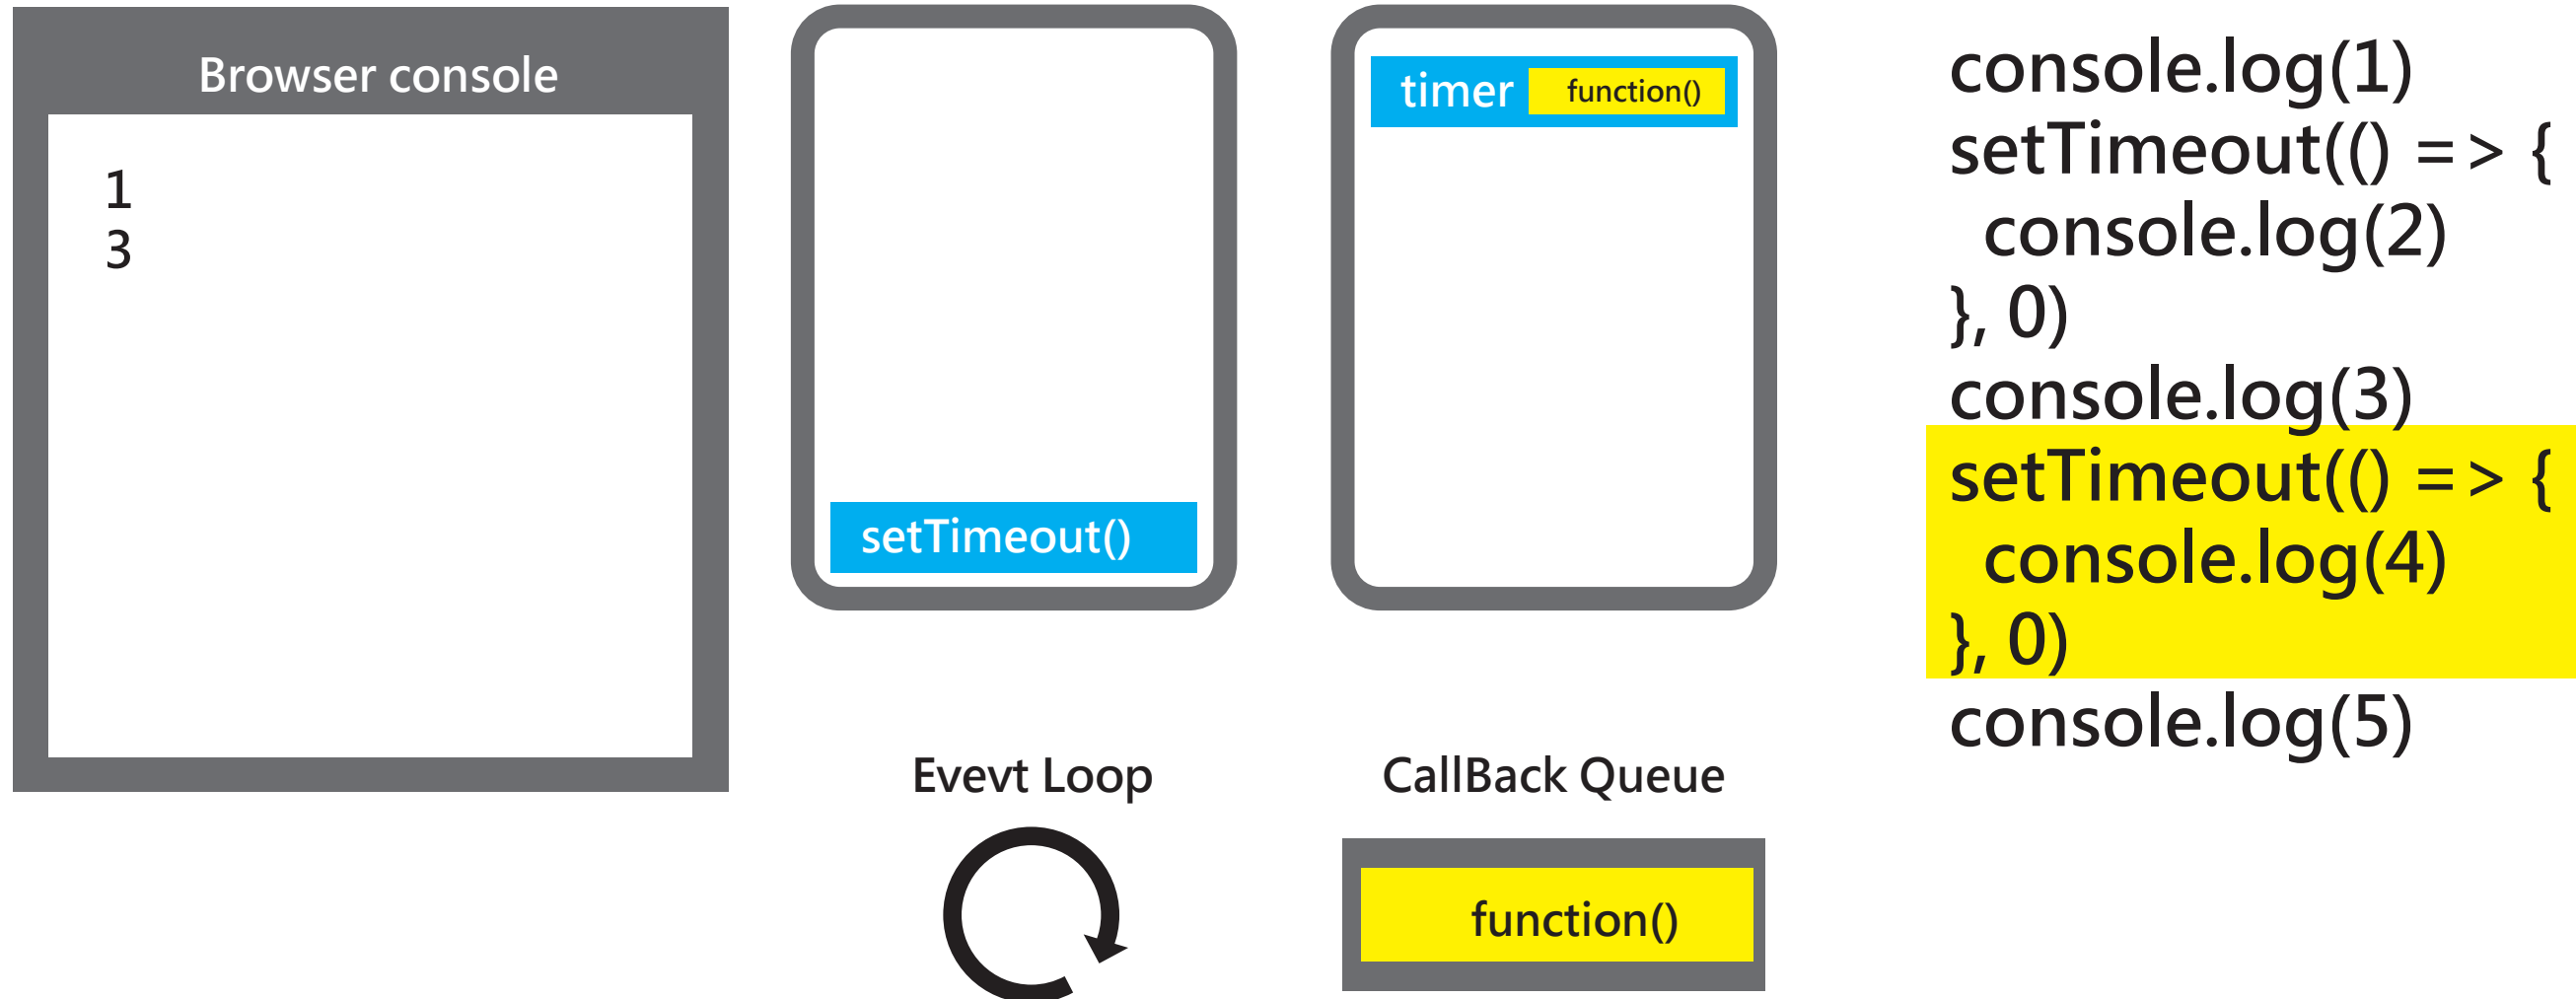 Browser console
1
3
setTimeout()
timer function()
Evevt Loop
CallBack Queue
function()
console.log(1)
setTimeout(() => {
console.log(2)
}, 0)
console.log(3)
setTimeout(() => {
console.log(4)
}, 0)
console.log(5)